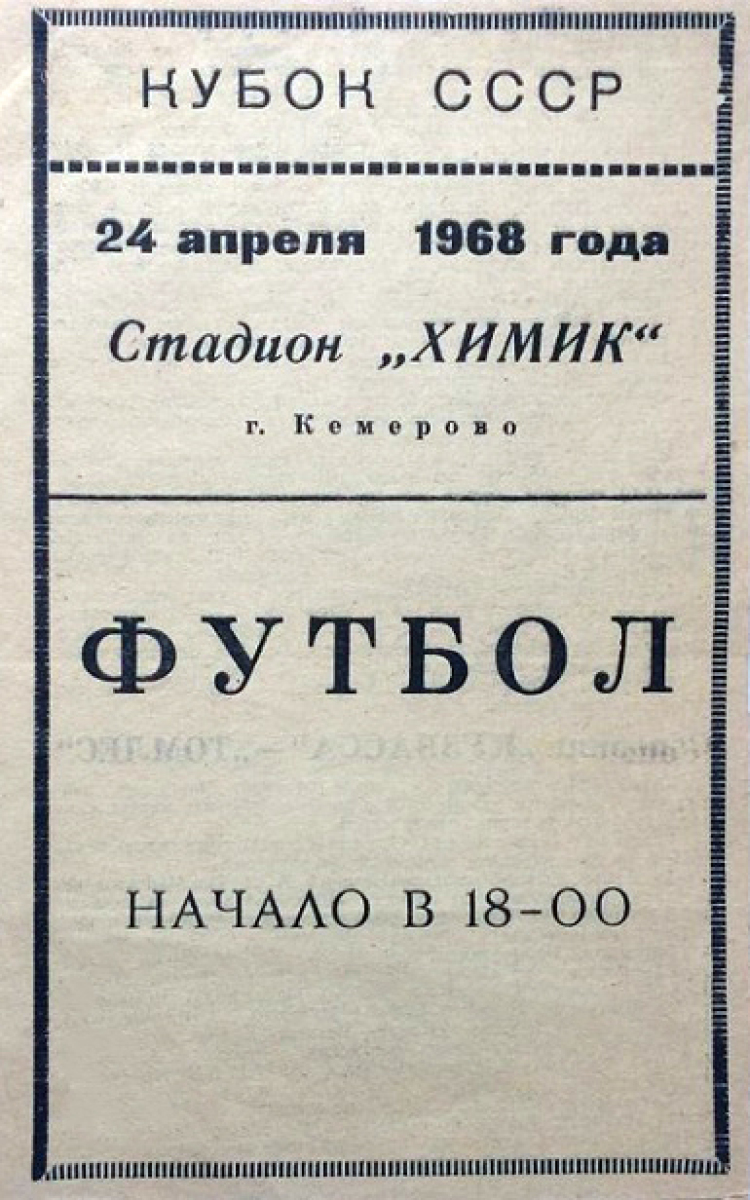 КУБОК СССР
24 апреля 1968 года
Стадион „ХИМИК“
г. Кемерово
ФУТБОЛ
НАЧАЛО В 18-00